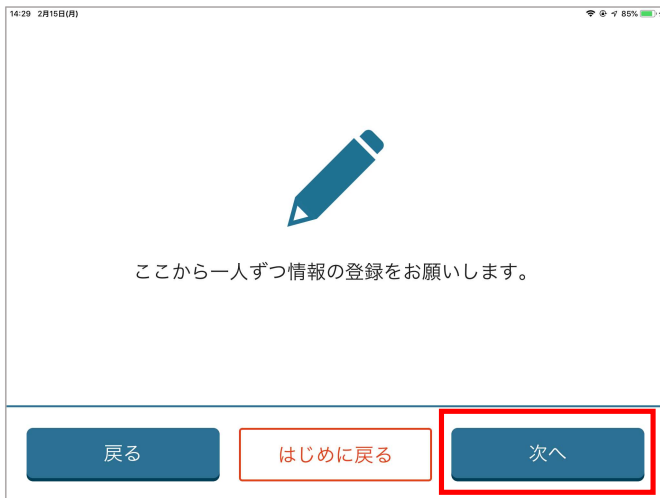 14:29 2月15日(月) 85%
ここから一人ずつ情報の登録をお願いします。
戻る
はじめに戻る
次へ